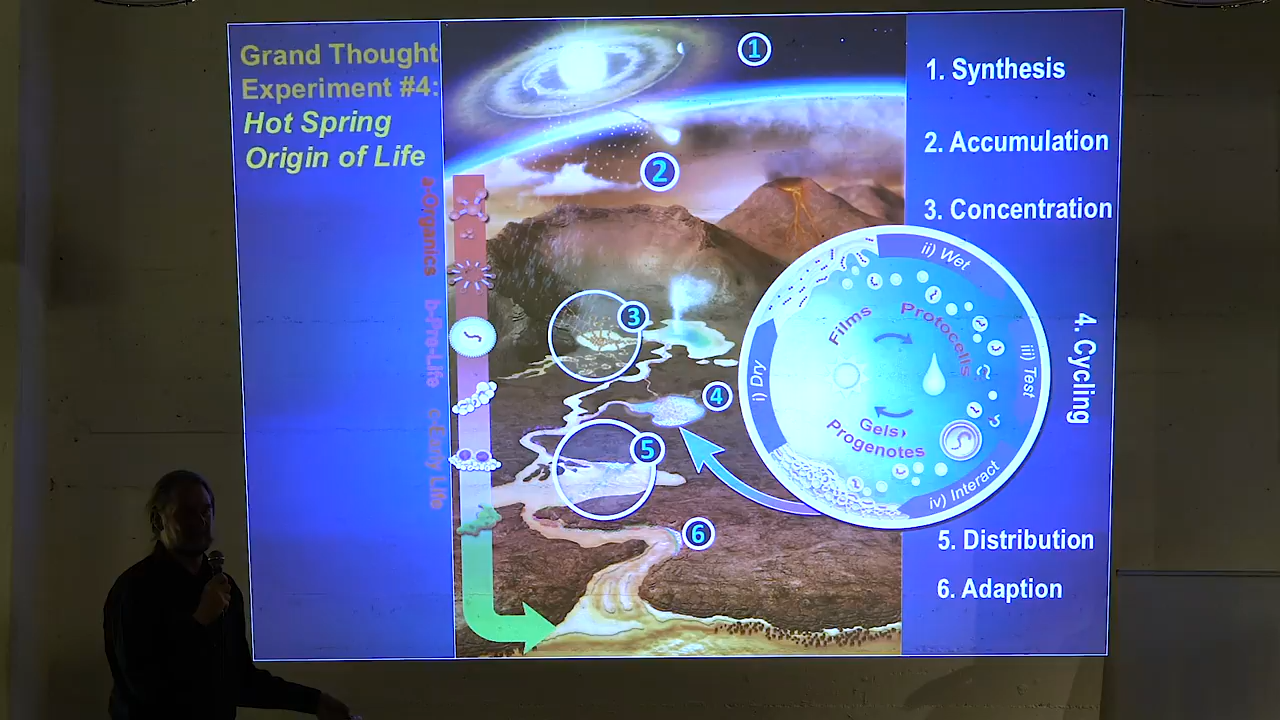 Grand Thought
Experiment #4:
Hot Spring
Origin of Life
a-Organics
b-Pre-Life
c-Early Life
1
2
3
4
5
6
i) Dry
ii) Wet
iii) Test
iv) Interact
Films
Protocells
Gels,
Progenotes
1. Synthesis
2. Accumulation
3. Concentration
4. Cycling
5. Distribution
6. Adaption